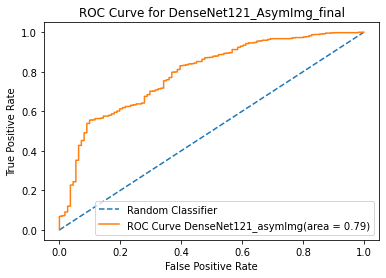 ROC Curve for DenseNet121_AsymImg_final
True Positive Rate
1.0
0.8
0.6
0.4
0.2
0.0
Random Classifier
ROC Curve DenseNet121_asymImg(area = 0.79)
0.0 0.2 0.4 0.6 0.8 1.0
False Positive Rate